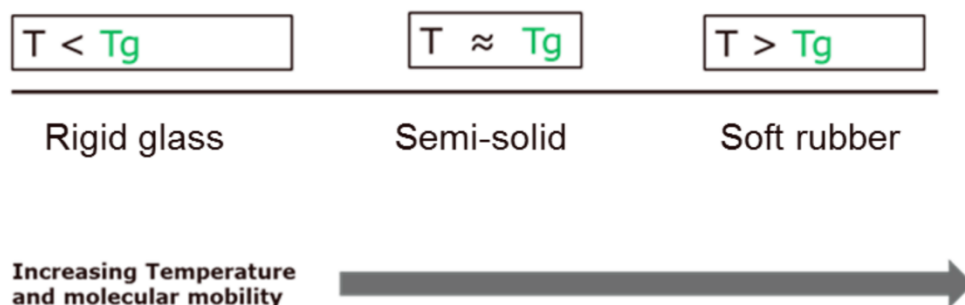 T < Tg
T ≈ Tg
T > Tg
Rigid glass
Semi-solid
Soft rubber
Increasing Temperature
and molecular mobility